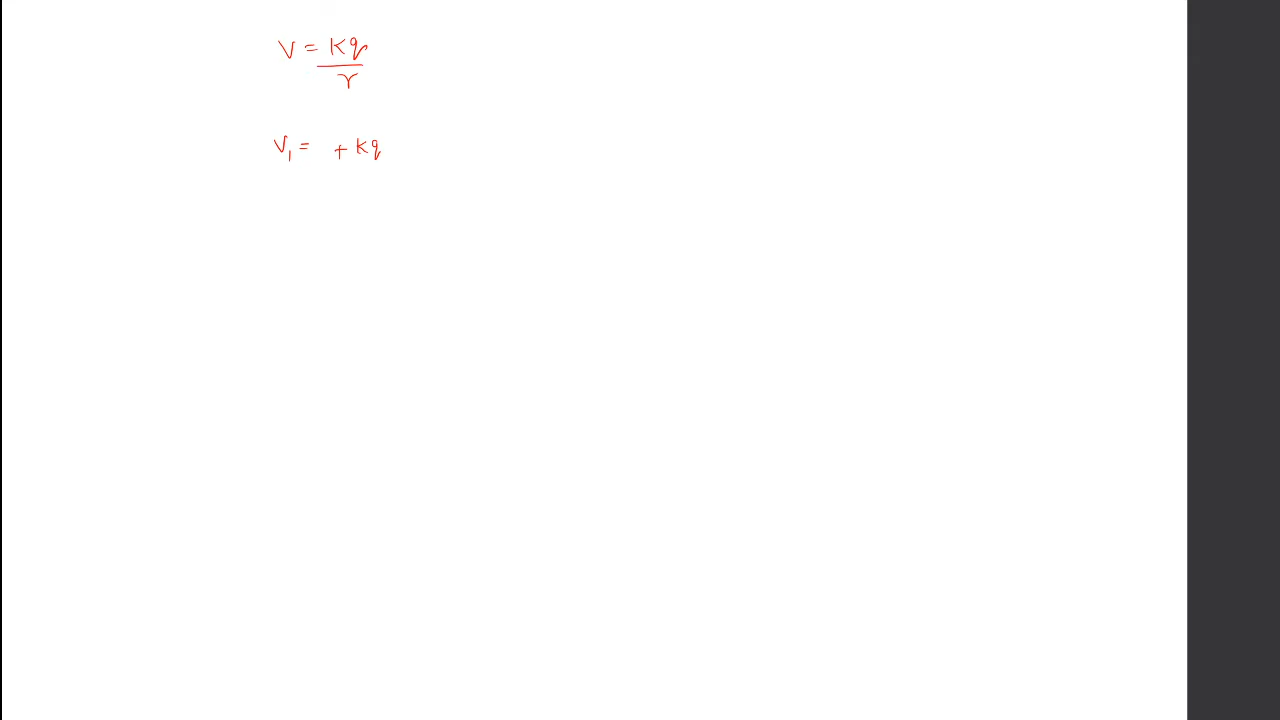 V = Kq
r
V₁ = + Kq